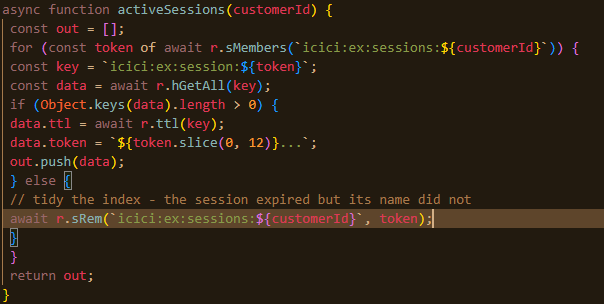 async function activeSessions(customerId) {
const out = [];
for (const token of await r.sMembers(`icici:ex:sessions:${customerId}`)) {
const key = `icici:ex:session:${token}`;
const data = await r.hGetAll(key);
if (Object.keys(data).length > 0) {
data.ttl = await r.ttl(key);
data.token = `${token.slice(0, 12)}...`;
out.push(data);
} else {
// tidy the index - the session expired but its name did not
await r.sRem(`icici:ex:sessions:${customerId}`, token);
}
}
return out;
}